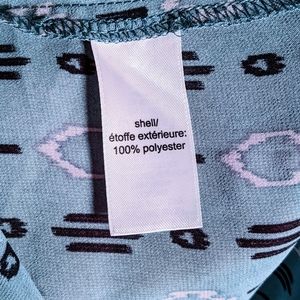 shell/
étoffe extérieure:
100% polyester